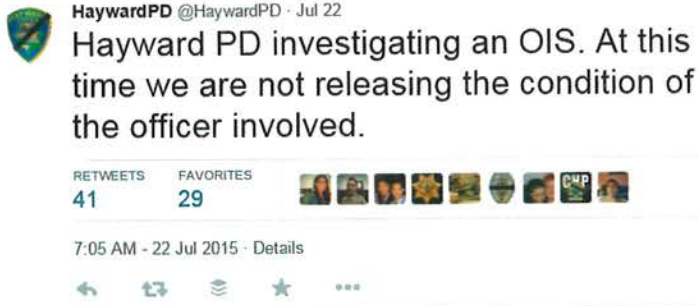 HaywardPD @HaywardPD · Jul 22
Hayward PD investigating an OIS. At this
time we are not releasing the condition of
the officer involved.
RETWEETS FAVORITES
41 29
CHP
7:05 AM - 22 Jul 2015 · Details